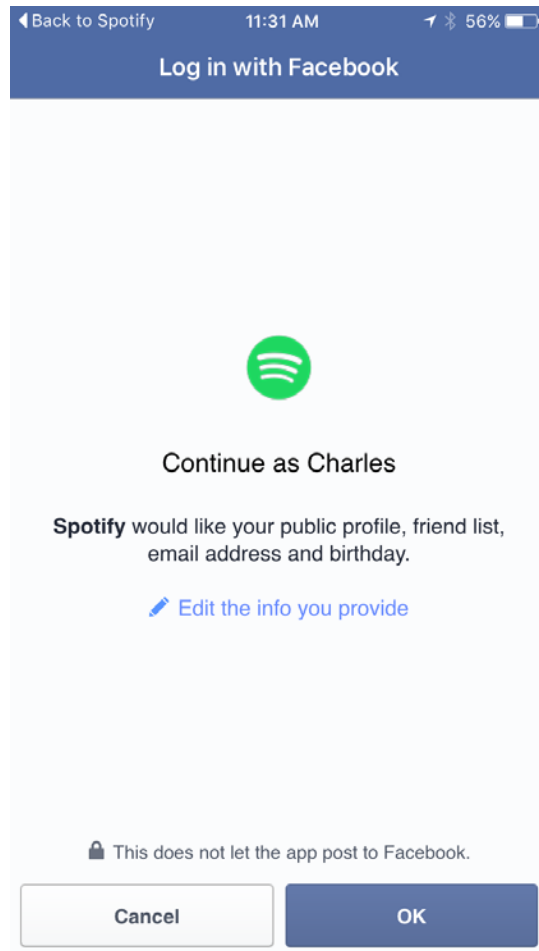 Back to Spotify 11:31 AM 56%
Log in with Facebook
Continue as Charles
Spotify would like your public profile, friend list,
email address and birthday.
Edit the info you provide
This does not let the app post to Facebook.
Cancel OK